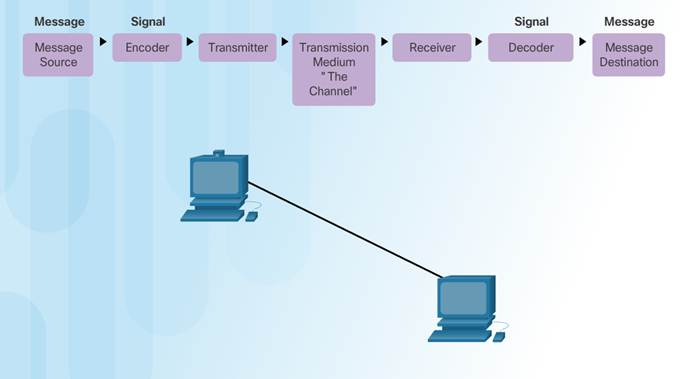 Message
Signal
Signal
Message
Message
Source
Encoder
Transmitter
Transmission
Medium
" The
Channel"
Receiver
Decoder
Message
Destination